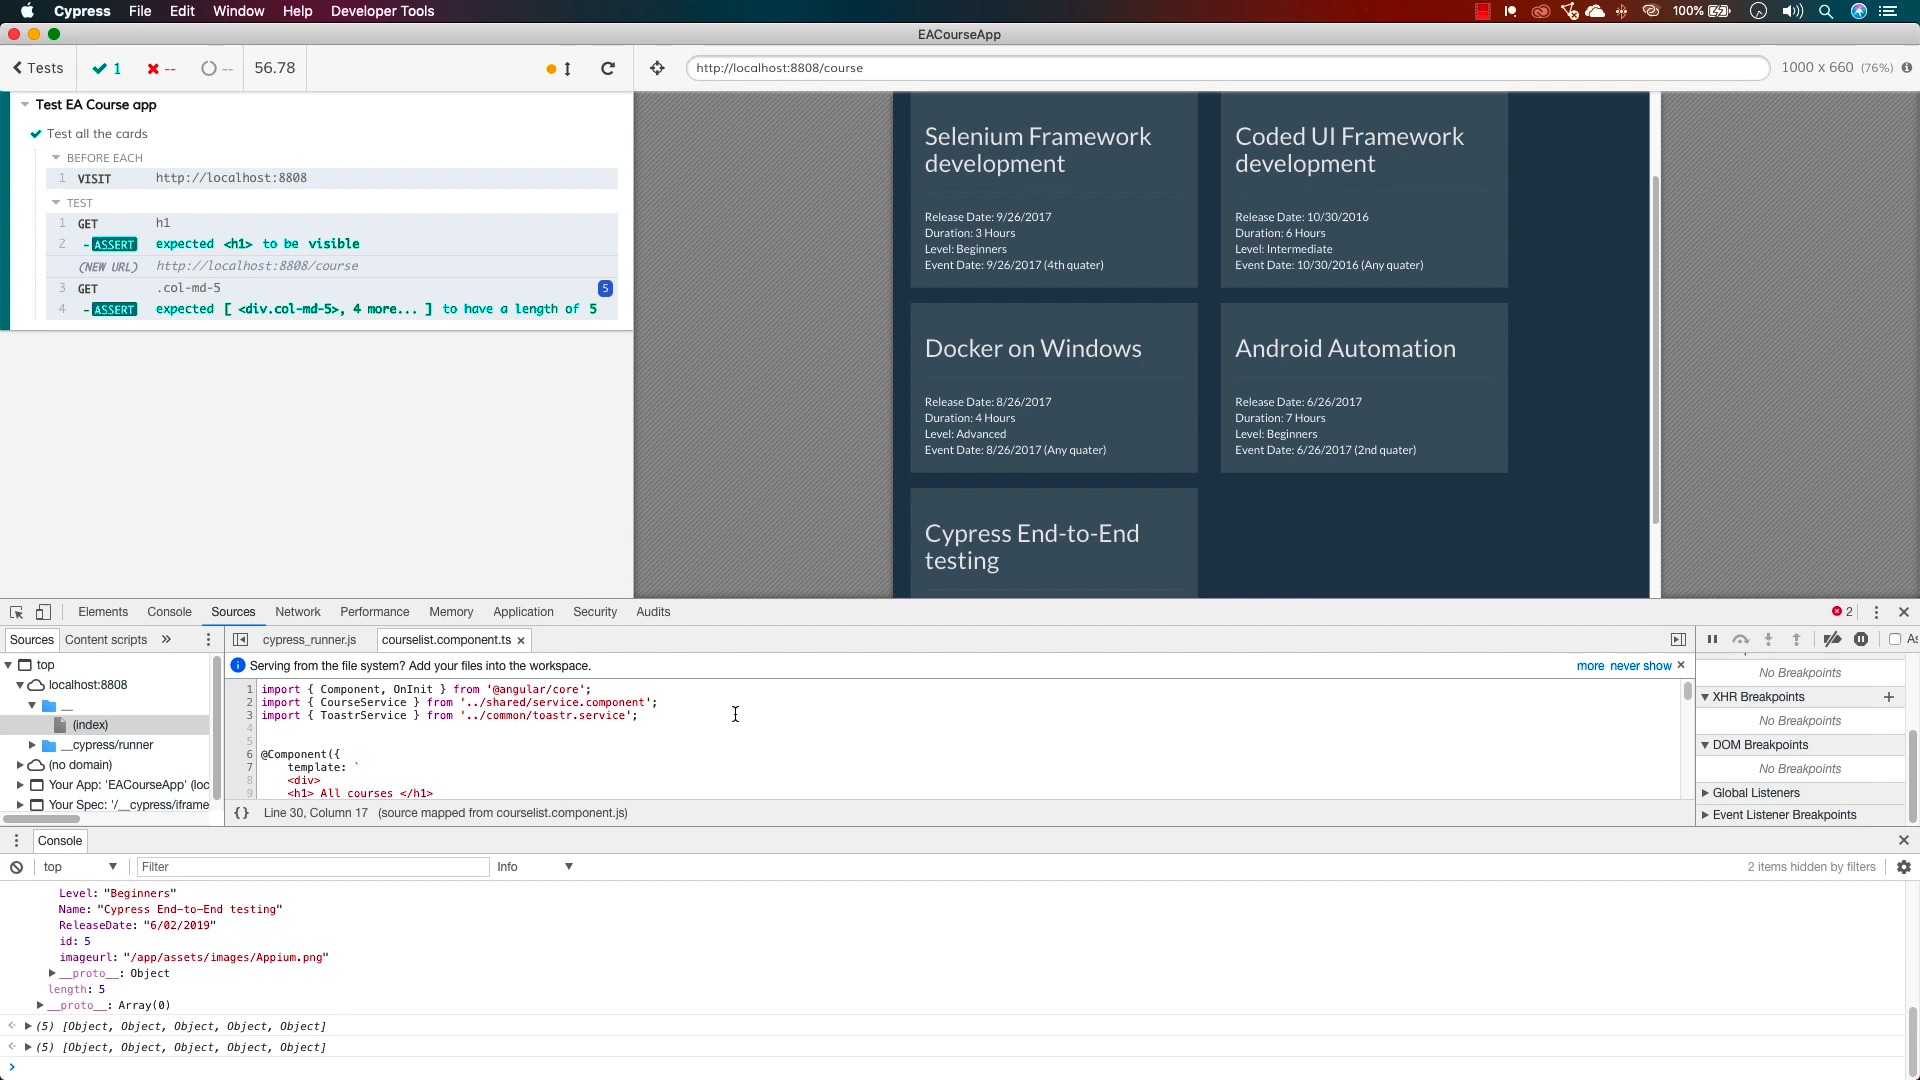 Cypress File Edit Window Help Developer Tools 100%
EACourseApp
Tests 1 -- -- 56.78 http://localhost:8808/course 1000 x 660 (76%)
Test EA Course app
Test all the cards
BEFORE EACH
1 VISIT http://localhost:8808
TEST
1 GET h1
2 -ASSERT expected <h1> to be visible
(NEW URL) http://localhost:8808/course
3 GET .col-md-5 5
4 -ASSERT expected [ <div.col-md-5>, 4 more... ] to have a length of 5
Selenium Framework
development
Release Date: 9/26/2017
Duration: 3 Hours
Level: Beginners
Event Date: 9/26/2017 (4th quater)
Coded UI Framework
development
Release Date: 10/30/2016
Duration: 6 Hours
Level: Intermediate
Event Date: 10/30/2016 (Any quater)
Docker on Windows
Release Date: 8/26/2017
Duration: 4 Hours
Level: Advanced
Event Date: 8/26/2017 (Any quater)
Android Automation
Release Date: 6/26/2017
Duration: 7 Hours
Level: Beginners
Event Date: 6/26/2017 (2nd quater)
Cypress End-to-End
testing
Elements Console Sources Network Performance Memory Application Security Audits 2
Sources Content scripts »
top
localhost:8808
__
(index)
__cypress/runner
(no domain)
Your App: 'EACourseApp' (loc
Your Spec: '/__cypress/iframe
cypress_runner.js courselist.component.ts
Serving from the file system? Add your files into the workspace. more never show
1 import { Component, OnInit } from '@angular/core';
2 import { CourseService } from '../shared/service.component';
3 import { ToastrService } from '../common/toastr.service';
4
5
6 @Component({
7 template: `
8 <div>
9 <h1> All courses </h1>
{} Line 30, Column 17 (source mapped from courselist.component.js)
As
No Breakpoints
XHR Breakpoints
No Breakpoints
DOM Breakpoints
No Breakpoints
Global Listeners
Event Listener Breakpoints
Console
top Filter Info 2 items hidden by filters
Level: "Beginners"
Name: "Cypress End-to-End testing"
ReleaseDate: "6/02/2019"
id: 5
imageurl: "/app/assets/images/Appium.png"
__proto__: Object
length: 5
__proto__: Array(0)
(5) [Object, Object, Object, Object, Object]
(5) [Object, Object, Object, Object, Object]